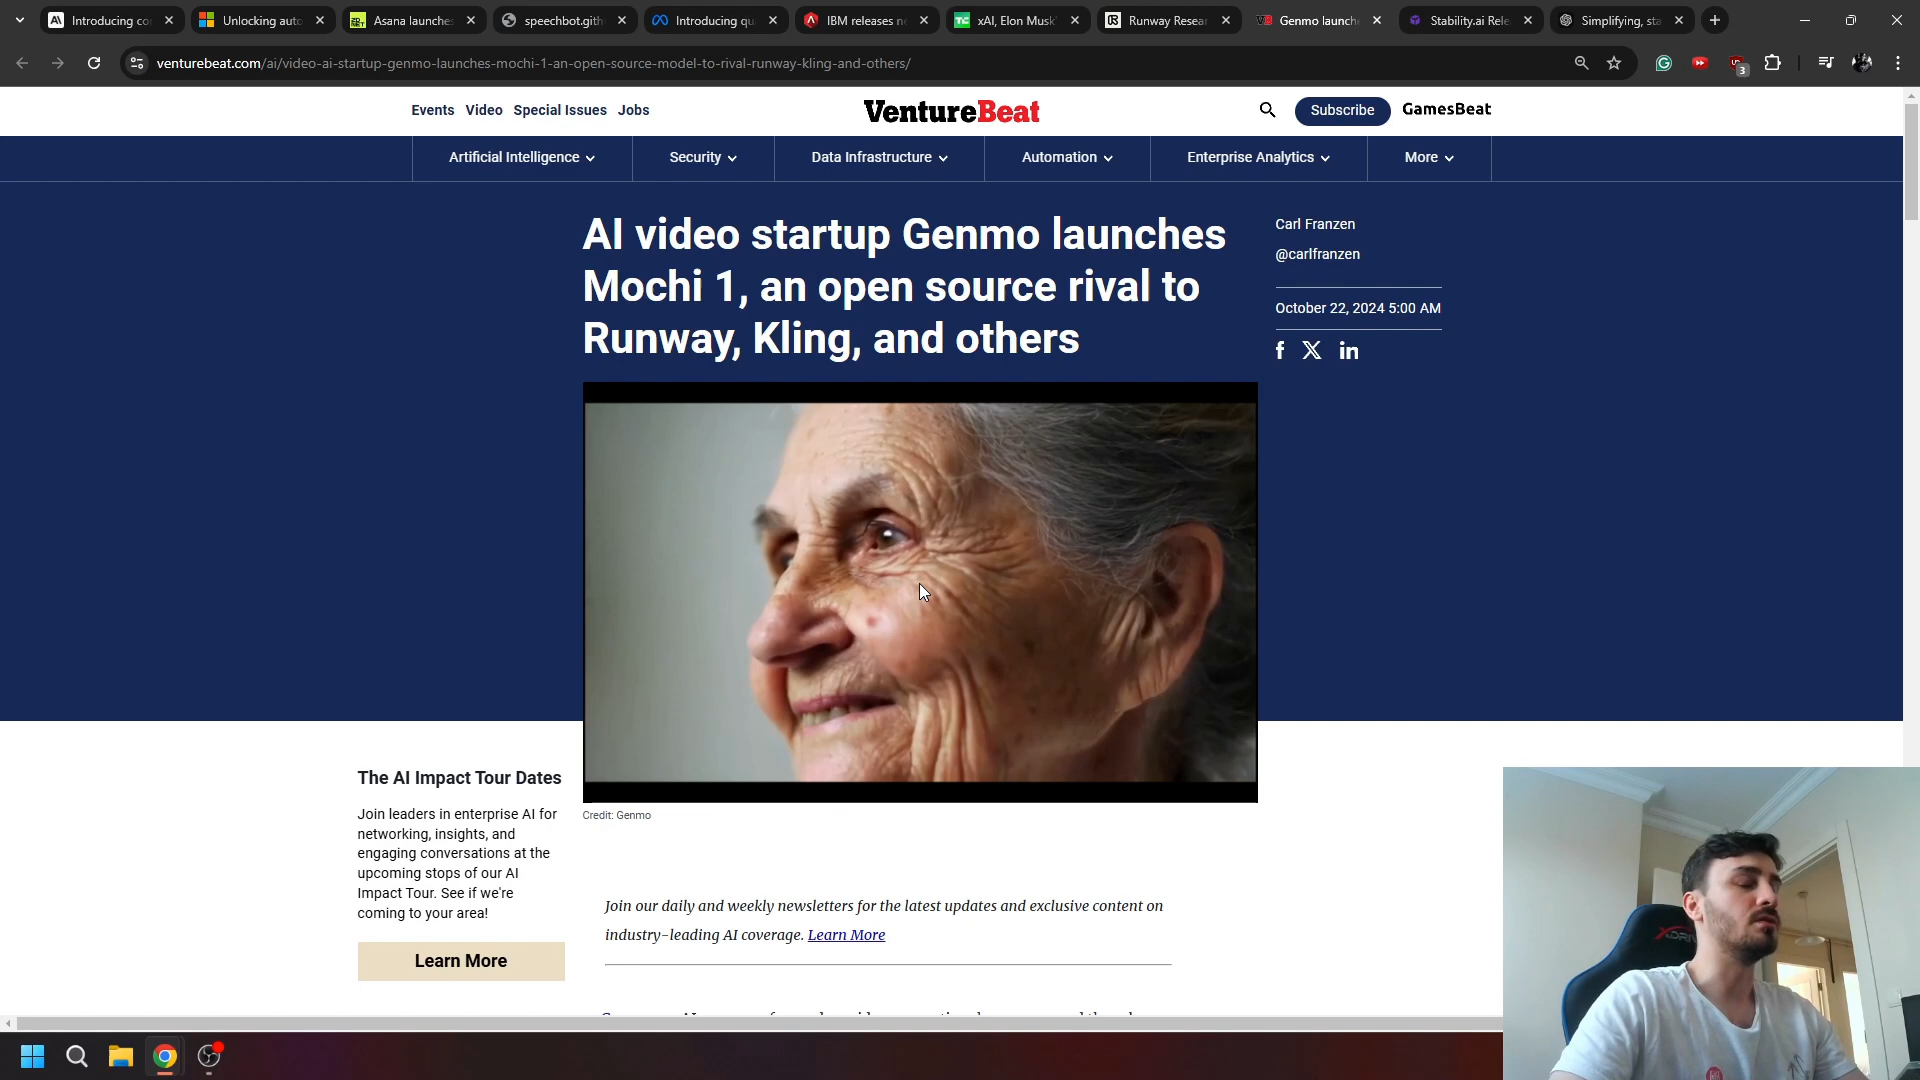 Introducing co
Unlocking auto
Asana launches
speechbot.gith
Introducing qu
IBM releases n
xAI, Elon Musk'
Runway Resear
Genmo launch
Stability.ai Rele
Simplifying, sta
venturebeat.com/ai/video-ai-startup-genmo-launches-mochi-1-an-open-source-model-to-rival-runway-kling-and-others/
3
Events Video Special Issues Jobs
VentureBeat
Subscribe
GamesBeat
Artificial Intelligence
Security
Data Infrastructure
Automation
Enterprise Analytics
More
AI video startup Genmo launches
Mochi 1, an open source rival to
Runway, Kling, and others
Carl Franzen
@carlfranzen
October 22, 2024 5:00 AM
Credit: Genmo
The AI Impact Tour Dates
Join leaders in enterprise AI for
networking, insights, and
engaging conversations at the
upcoming stops of our AI
Impact Tour. See if we're
coming to your area!
Learn More
Join our daily and weekly newsletters for the latest updates and exclusive content on
industry-leading AI coverage. Learn More